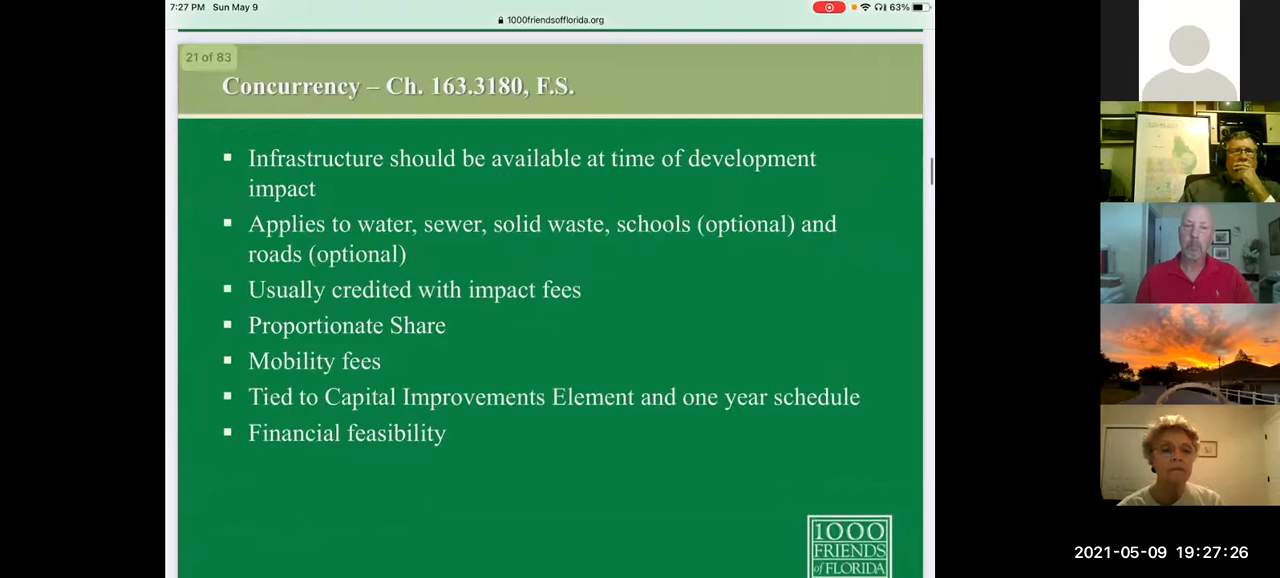 7:27 PM Sun May 9
63%
1000friendsofflorida.org
21 of 83
Concurrency – Ch. 163.3180, F.S.
Infrastructure should be available at time of development
impact
Applies to water, sewer, solid waste, schools (optional) and
roads (optional)
Usually credited with impact fees
Proportionate Share
Mobility fees
Tied to Capital Improvements Element and one year schedule
Financial feasibility
1000
FRIENDS
of FLORIDA
2021-05-09 19:27:26